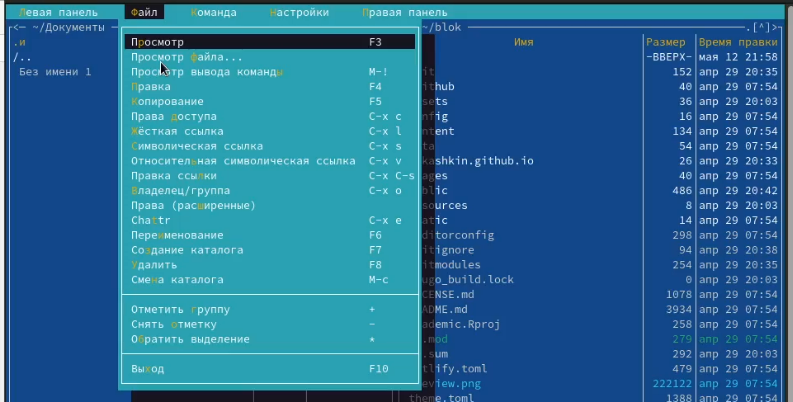 Левая панель Файл Команда Настройки Правая панель
<— ~/Документы —
~/blok .[^]>
.и
Имя Размер Время правки
/..
-ВВЕРХ- мая 12 21:58
Без имени 1
Просмотр F3
Просмотр файла...
Просмотр вывода команды M-!
Правка F4
Копирование F5
Права доступа C-x c
Жёсткая ссылка C-x l
Символическая ссылка C-x s
Относительная символическая ссылка C-x v
Правка ссылки C-x C-s
Владелец/группа C-x o
Права (расширенные)
Chattr C-x e
Переименование F6
Создание каталога F7
Удалить F8
Смена каталога M-c
Отметить группу +
Снять отметку -
Обратить выделение *
Выход F10
it 152 апр 29 20:35
thub 40 апр 29 07:54
sets 36 апр 29 20:03
nfig 16 апр 29 07:54
ntent 134 апр 29 07:54
ta 54 апр 29 07:54
kashkin.github.io 26 апр 29 20:33
ages 40 апр 29 07:54
blic 486 апр 29 20:42
sources 8 апр 29 20:03
atic 14 апр 29 07:54
ditorconfig 298 апр 29 07:54
itignore 94 апр 29 20:38
itmodules 254 апр 29 20:35
ugo_build.lock 0 апр 29 20:03
CENSE.md 1078 апр 29 07:54
ADME.md 3934 апр 29 07:54
ademic.Rproj 258 апр 29 07:54
.mod 279 апр 29 07:54
.sum 292 апр 29 20:03
tlify.toml 479 апр 29 07:54
eview.png 222122 апр 29 07:54
theme.toml 1388 апр 29 07:54